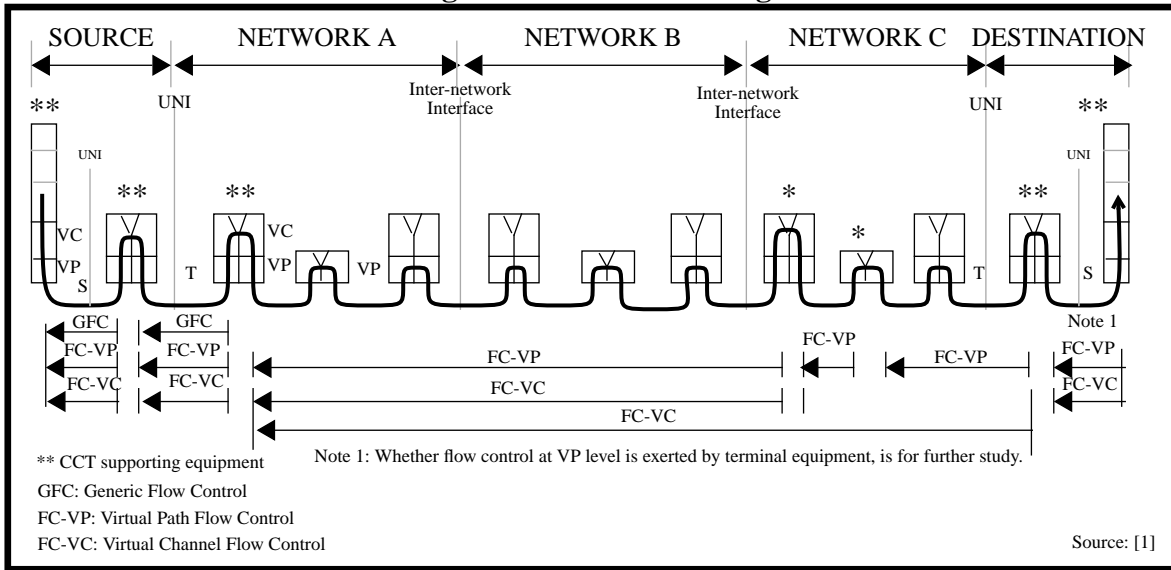 SOURCE NETWORK A NETWORK B NETWORK C DESTINATION
UNI Inter-network Interface Inter-network Interface UNI
** **
UNI UNI
** ** * **
VC VC *
VP VP VP
S T T S
GFC GFC Note 1
FC-VP FC-VP FC-VP FC-VP FC-VP FC-VP
FC-VC FC-VC FC-VC FC-VC
FC-VC
** CCT supporting equipment Note 1: Whether flow control at VP level is exerted by terminal equipment, is for further study.
GFC: Generic Flow Control
FC-VP: Virtual Path Flow Control
FC-VC: Virtual Channel Flow Control Source: [1]